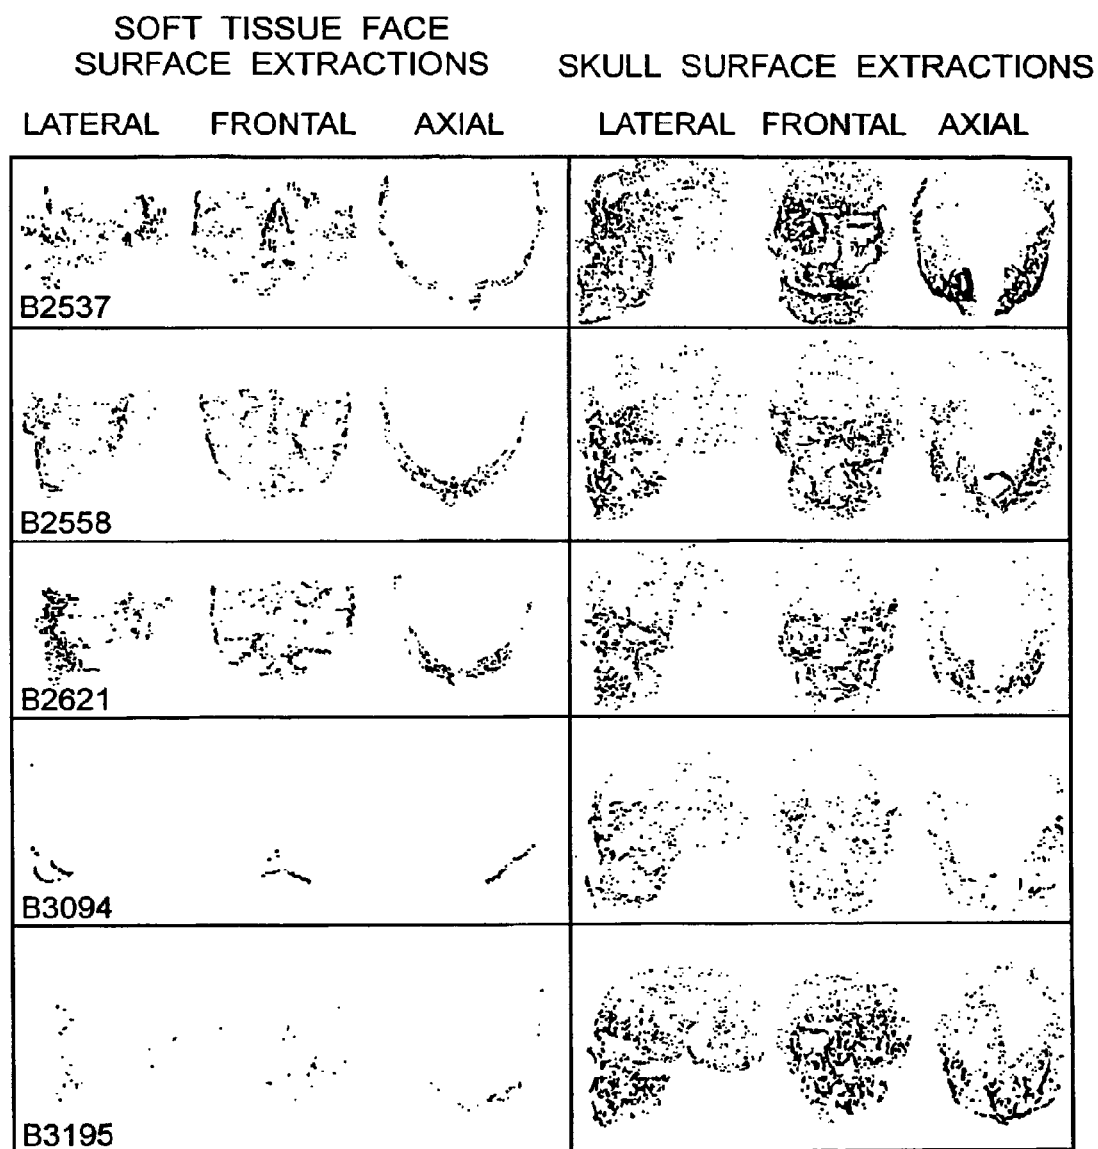 SOFT TISSUE FACE
SURFACE EXTRACTIONS
SKULL SURFACE EXTRACTIONS
LATERAL FRONTAL AXIAL
LATERAL FRONTAL AXIAL
B2537
B2558
B2621
B3094
B3195